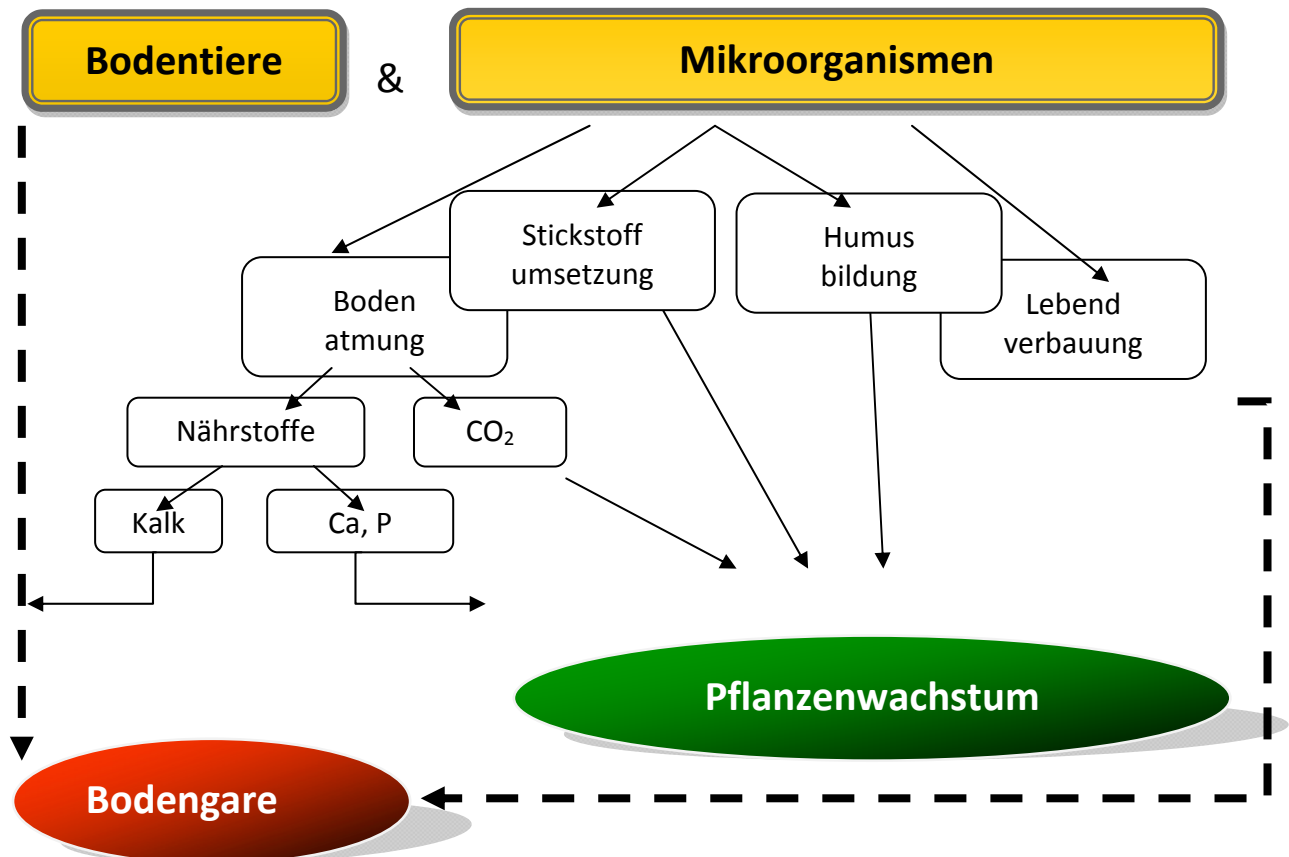 Bodentiere
&
Mikroorganismen
Stickstoff
umsetzung
Humus
bildung
Boden
atmung
Lebend
verbauung
Nährstoffe
CO₂
Kalk
Ca, P
Pflanzenwachstum
Bodengare